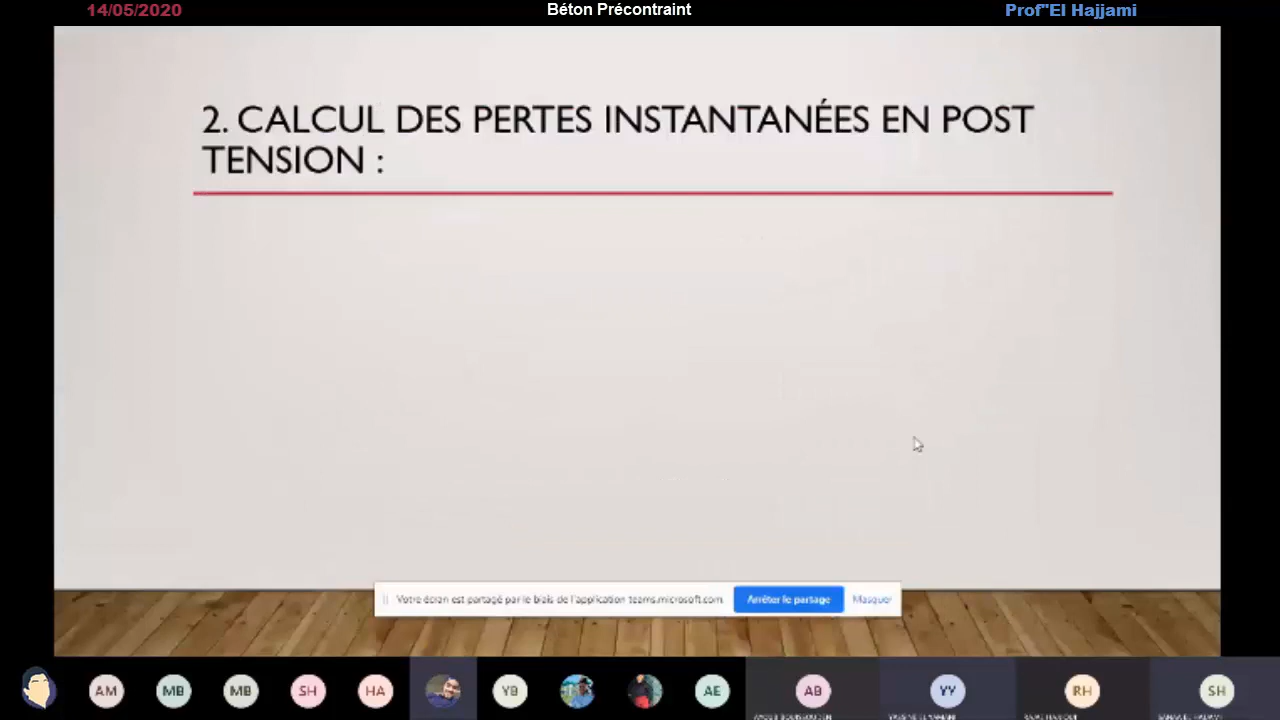 14/05/2020
Béton Précontraint
Prof"El Hajjami
2. CALCUL DES PERTES INSTANTANÉES EN POST
TENSION :
Votre écran est partagé par le biais de l'application teams.microsoft.com
Arrêter le partage
Masquer
AM
MB
MB
SH
HA
YB
AE
AB
YY
RH
SH